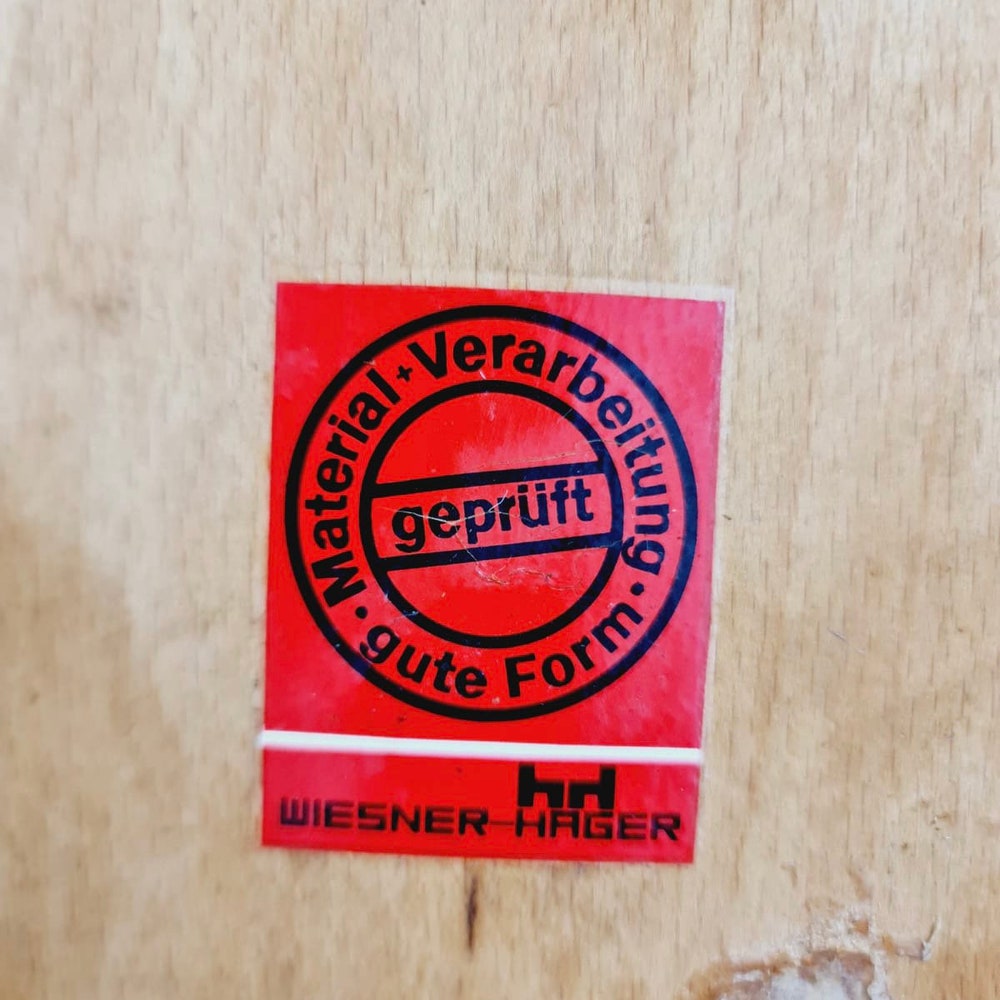 Material + Verarbeitung · gute Form ·
geprüft
WIESNER-HAGER